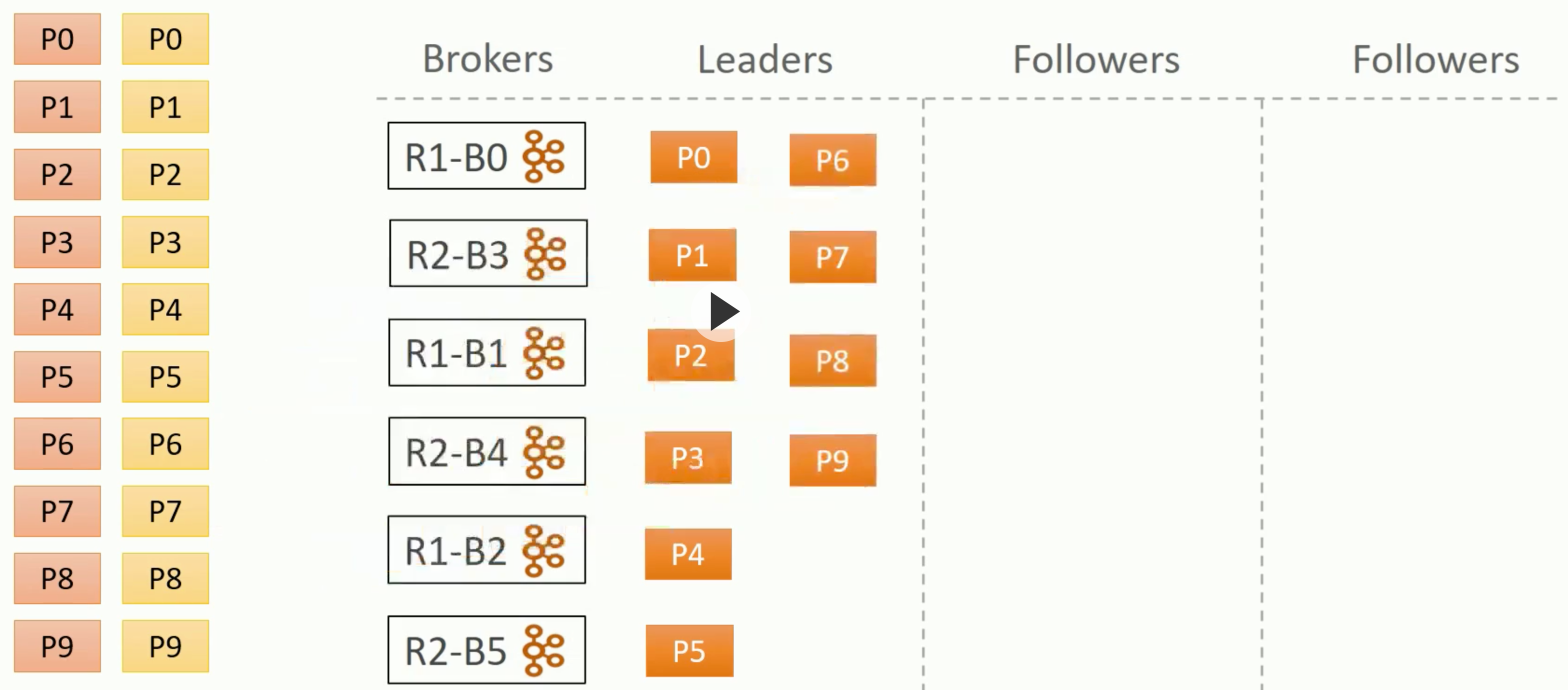 Brokers Leaders Followers Followers
P0 P0
P1 P1
P2 P2
P3 P3
P4 P4
P5 P5
P6 P6
P7 P7
P8 P8
P9 P9
R1-B0 P0 P6
R2-B3 P1 P7
R1-B1 P2 P8
R2-B4 P3 P9
R1-B2 P4
R2-B5 P5